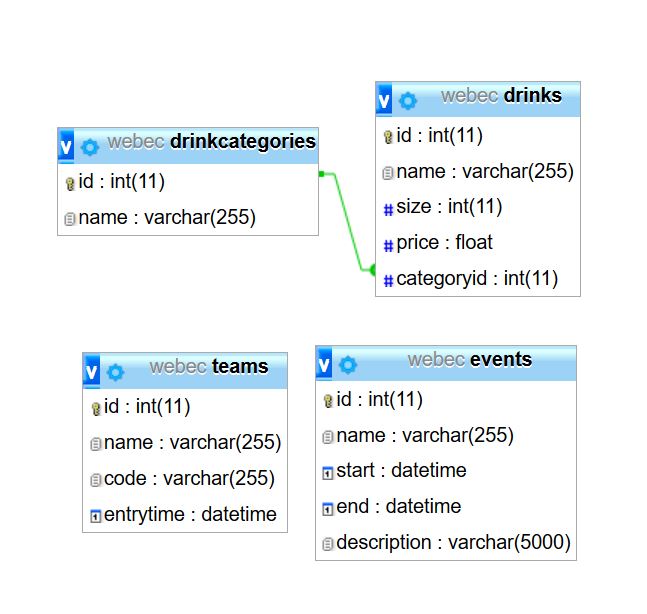 webec drinkcategories
id : int(11)
name : varchar(255)
webec drinks
id : int(11)
name : varchar(255)
size : int(11)
price : float
categoryid : int(11)
webec teams
id : int(11)
name : varchar(255)
code : varchar(255)
entrytime : datetime
webec events
id : int(11)
name : varchar(255)
start : datetime
end : datetime
description : varchar(5000)